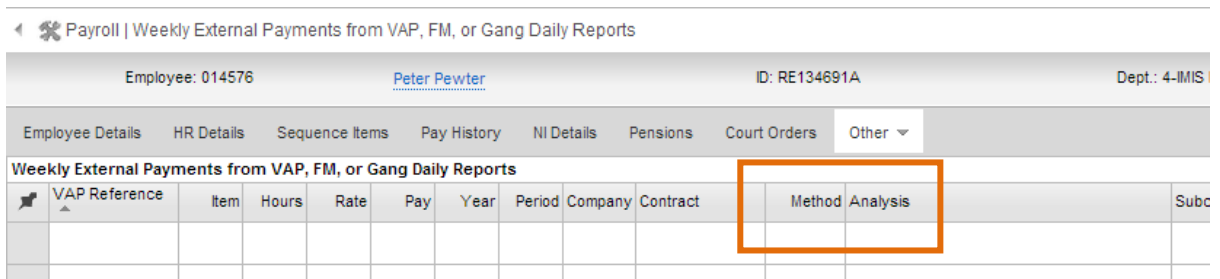 Payroll | Weekly External Payments from VAP, FM, or Gang Daily Reports
Employee: 014576 Peter Pewter ID: RE134691A Dept.: 4-IMIS
Employee Details HR Details Sequence Items Pay History NI Details Pensions Court Orders Other
Weekly External Payments from VAP, FM, or Gang Daily Reports
VAP Reference Item Hours Rate Pay Year Period Company Contract Method Analysis